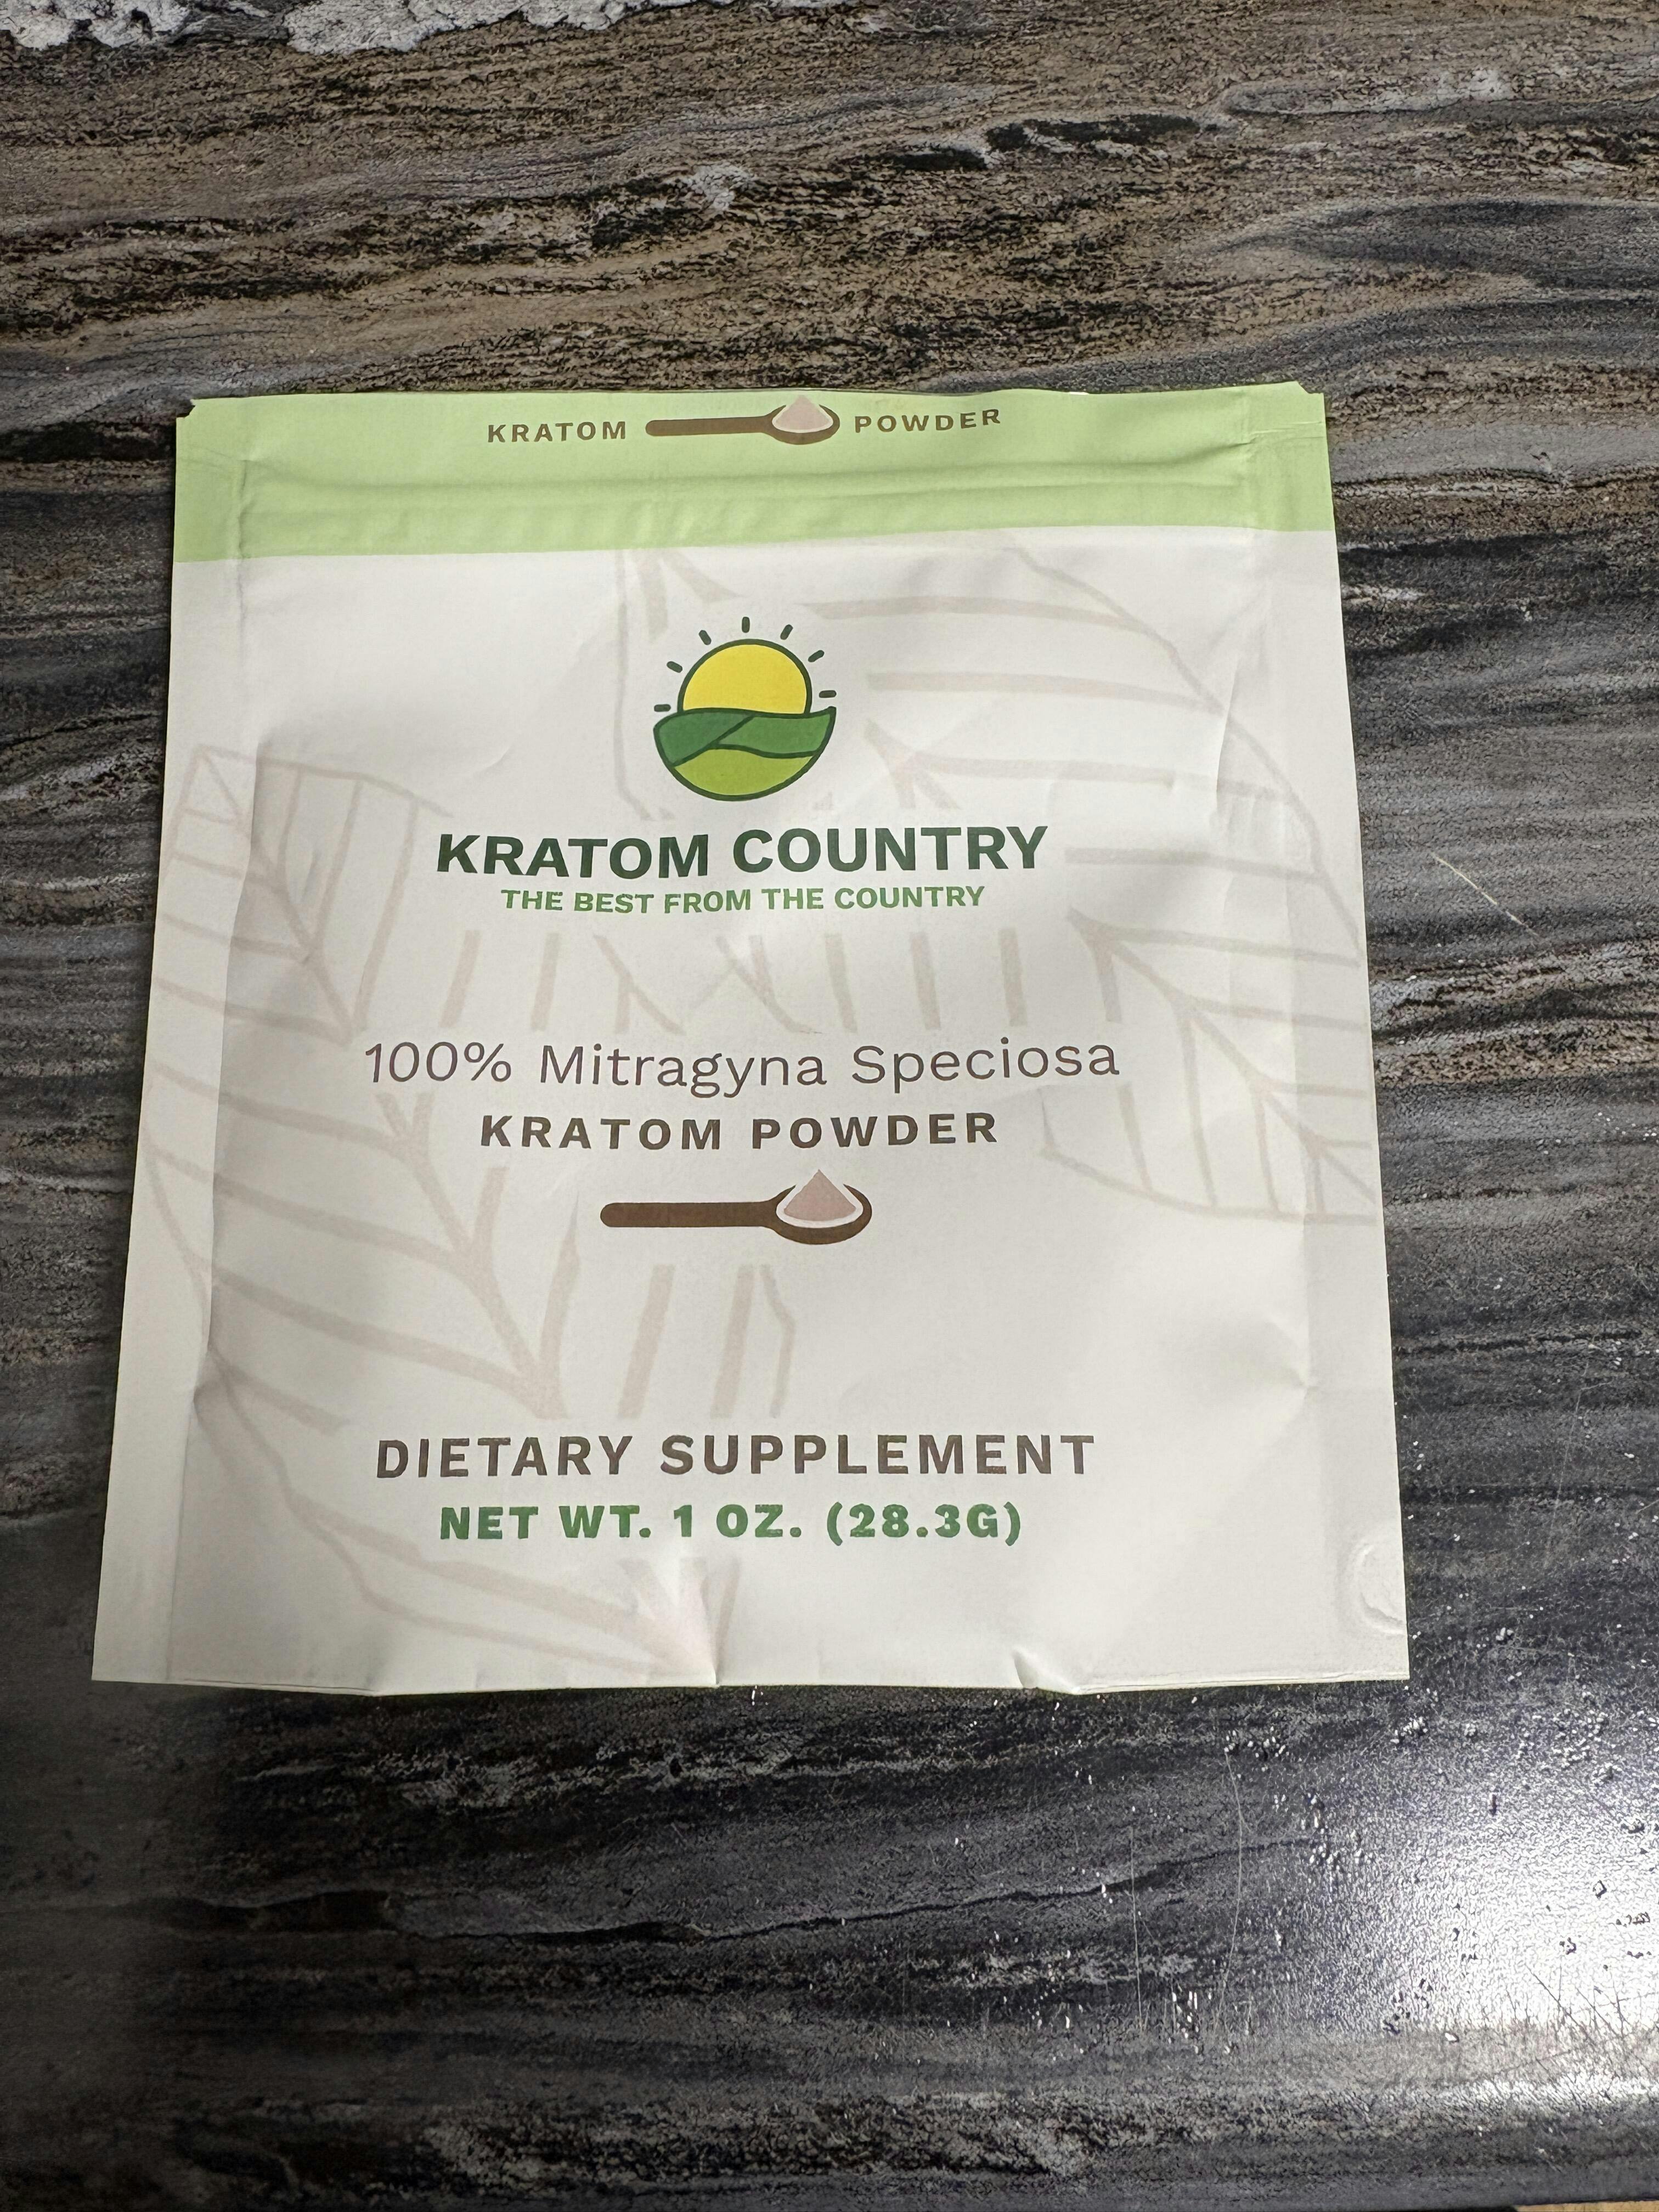 KRATOM POWDER
KRATOM COUNTRY
THE BEST FROM THE COUNTRY
100% Mitragyna Speciosa
KRATOM POWDER
DIETARY SUPPLEMENT
NET WT. 1 OZ. (28.3G)